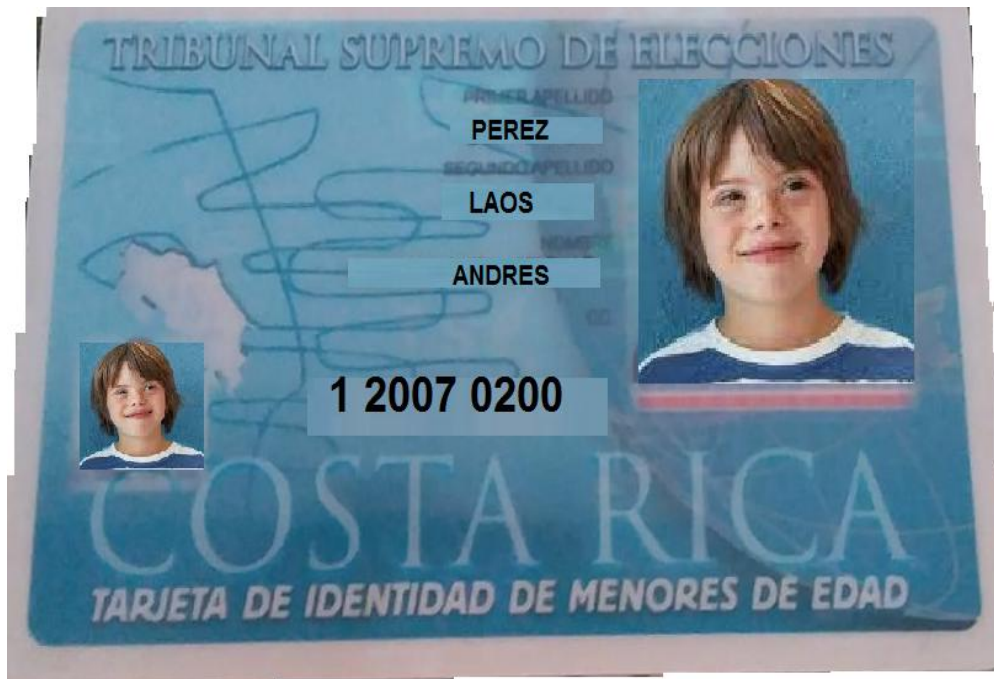 TRIBUNAL SUPREMO DE ELECCIONES
PRIMER APELLIDO
PEREZ
SEGUNDO APELLIDO
LAOS
NOMBRE
ANDRES
1 2007 0200
COSTA RICA
TARJETA DE IDENTIDAD DE MENORES DE EDAD